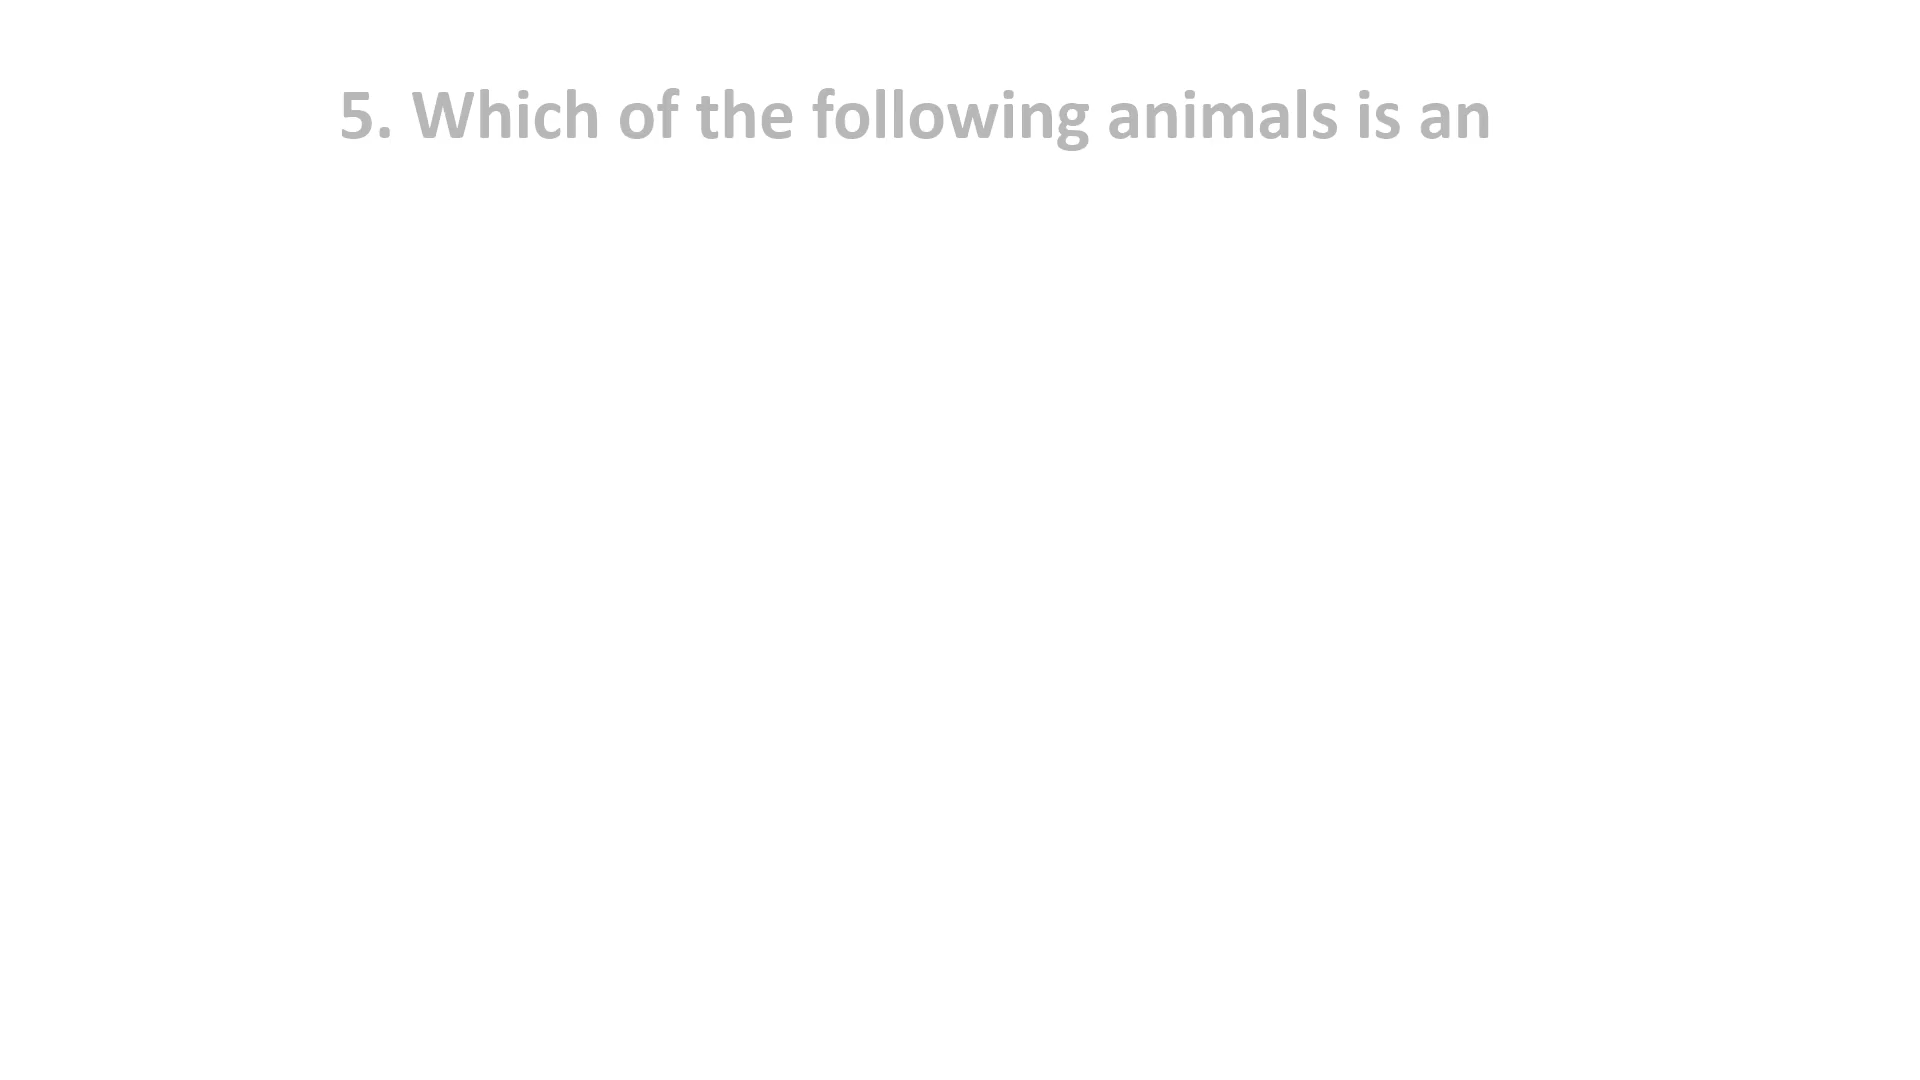 5. Which of the following animals is an